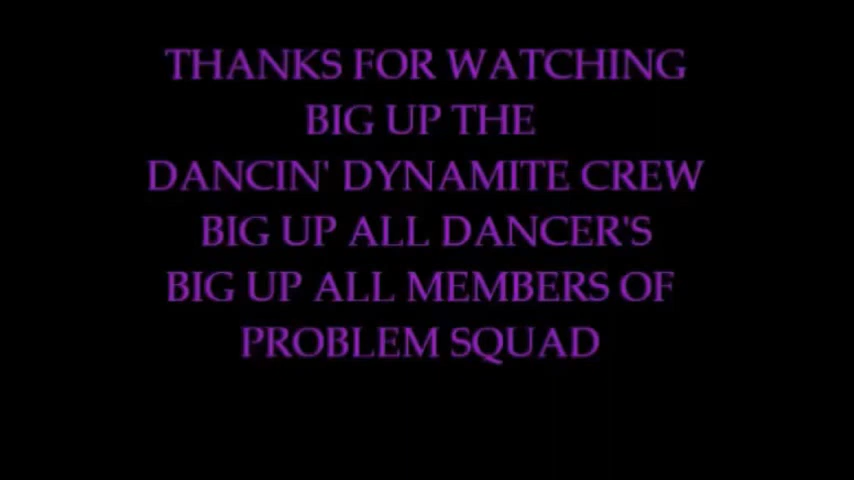 THANKS FOR WATCHING
BIG UP THE
DANCIN' DYNAMITE CREW
BIG UP ALL DANCER'S
BIG UP ALL MEMBERS OF
PROBLEM SQUAD